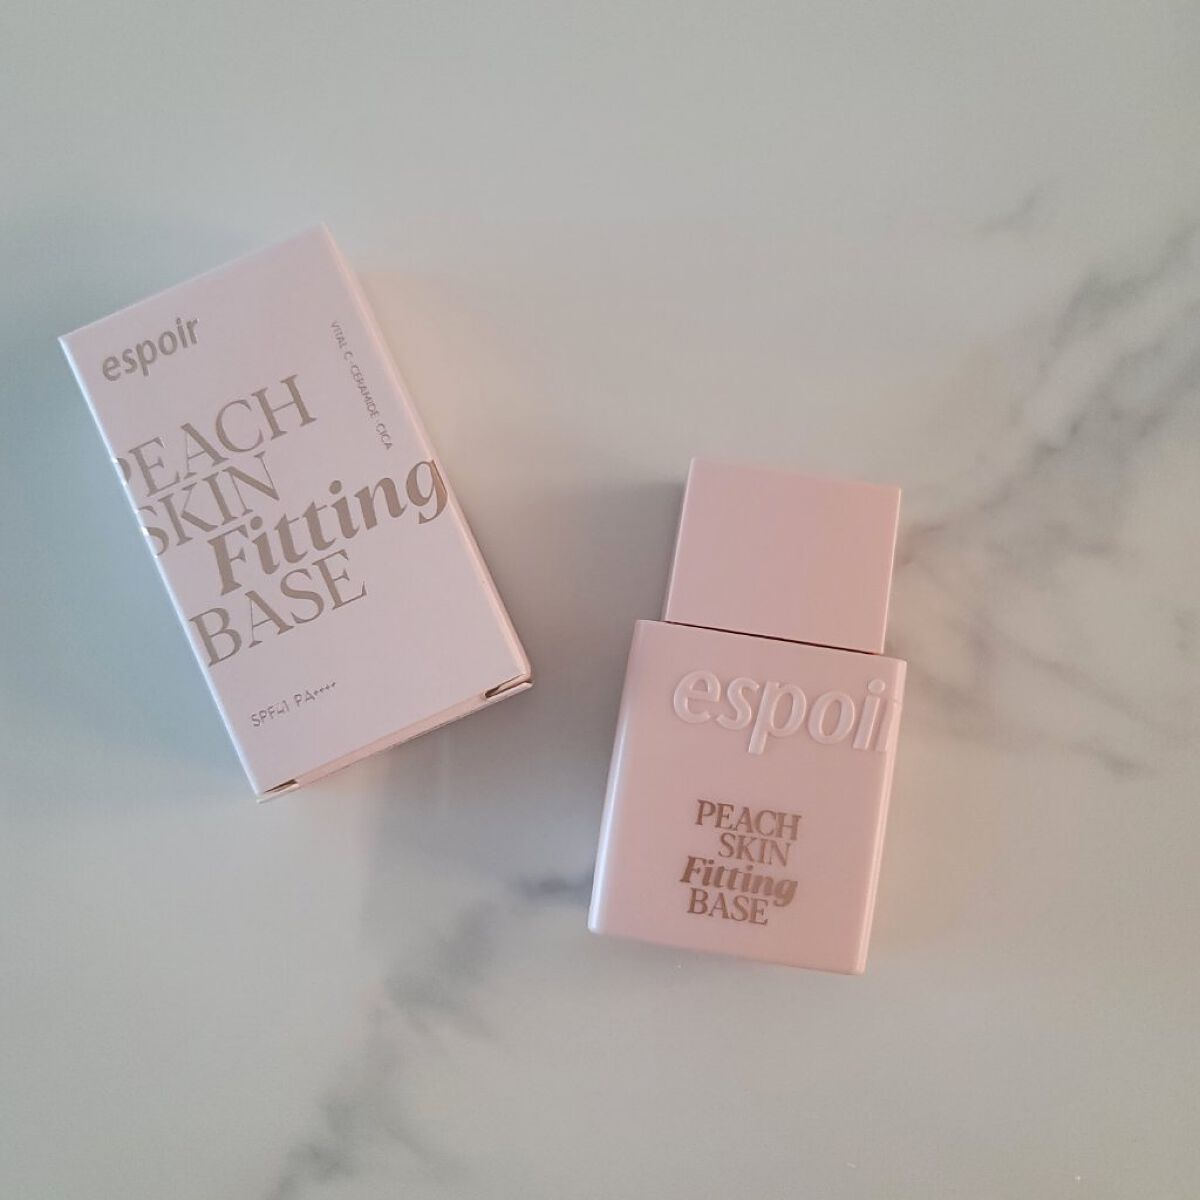 espoir
PEACH
SKIN
Fitting
BASE
VITAL C · CERAMIDE · CICA
SPF41 PA++++
espoir
PEACH
SKIN
Fitting
BASE